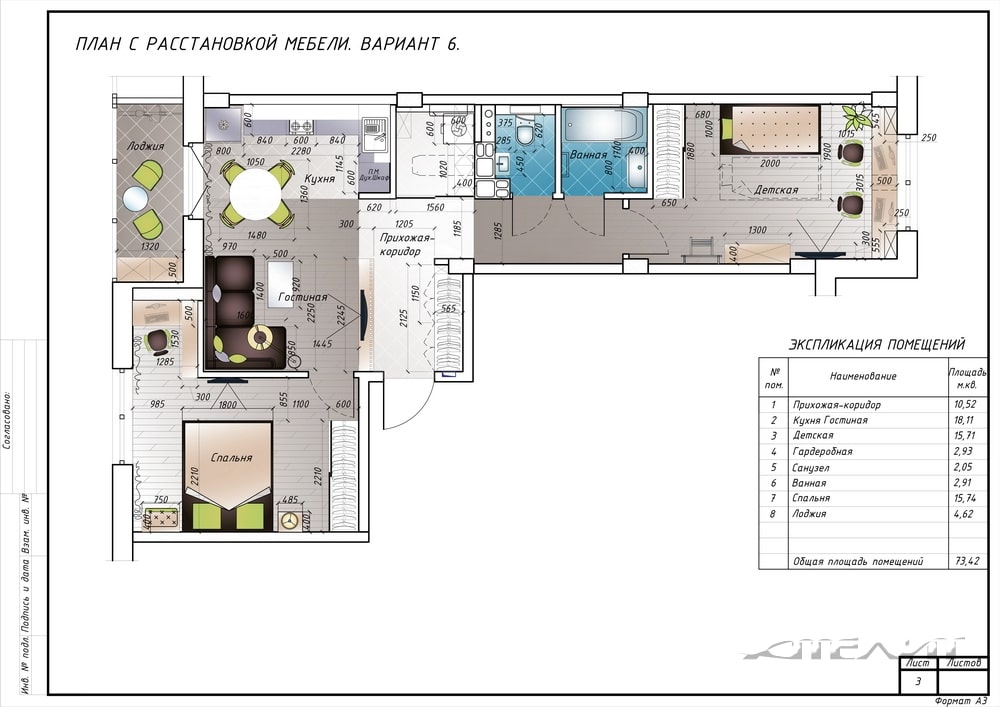 ПЛАН С РАССТАНОВКОЙ МЕБЕЛИ. ВАРИАНТ 6.
Лоджия
1320
500
600
840 600 840
800 2280
1050
Кухня
1145
600
П.М.
Дух.Шкаф
1360
1480
970
300
620 1560
1205
1185
Прихожая-
коридор
600 600
1020
400
375
285
620
450
Ванная
1700
800
400
1285
1880
680
1000
2000
1900
1015
545
250
Детская
3015
500
650
1300
400
300
555
250
500
1400
920
Гостиная
1600
2250
2245
1445
850
1150
2125
565
500
1530
1285
300
985 1800
855
1100
600
Спальня
2210
2210
750
400
485
400
ЭКСПЛИКАЦИЯ ПОМЕЩЕНИЙ
№ пом. Наименование Площадь м.кв.
1 Прихожая-коридор 10,52
2 Кухня Гостиная 18,11
3 Детская 15,71
4 Гардеробная 2,93
5 Санузел 2,05
6 Ванная 2,91
7 Спальня 15,74
8 Лоджия 4,62
Общая площадь помещений 73,42
Согласовано:
Инв. № подл. Подпись и дата Взам. инв. №
СТЕЛИТ
Лист Листов
3
Формат А3